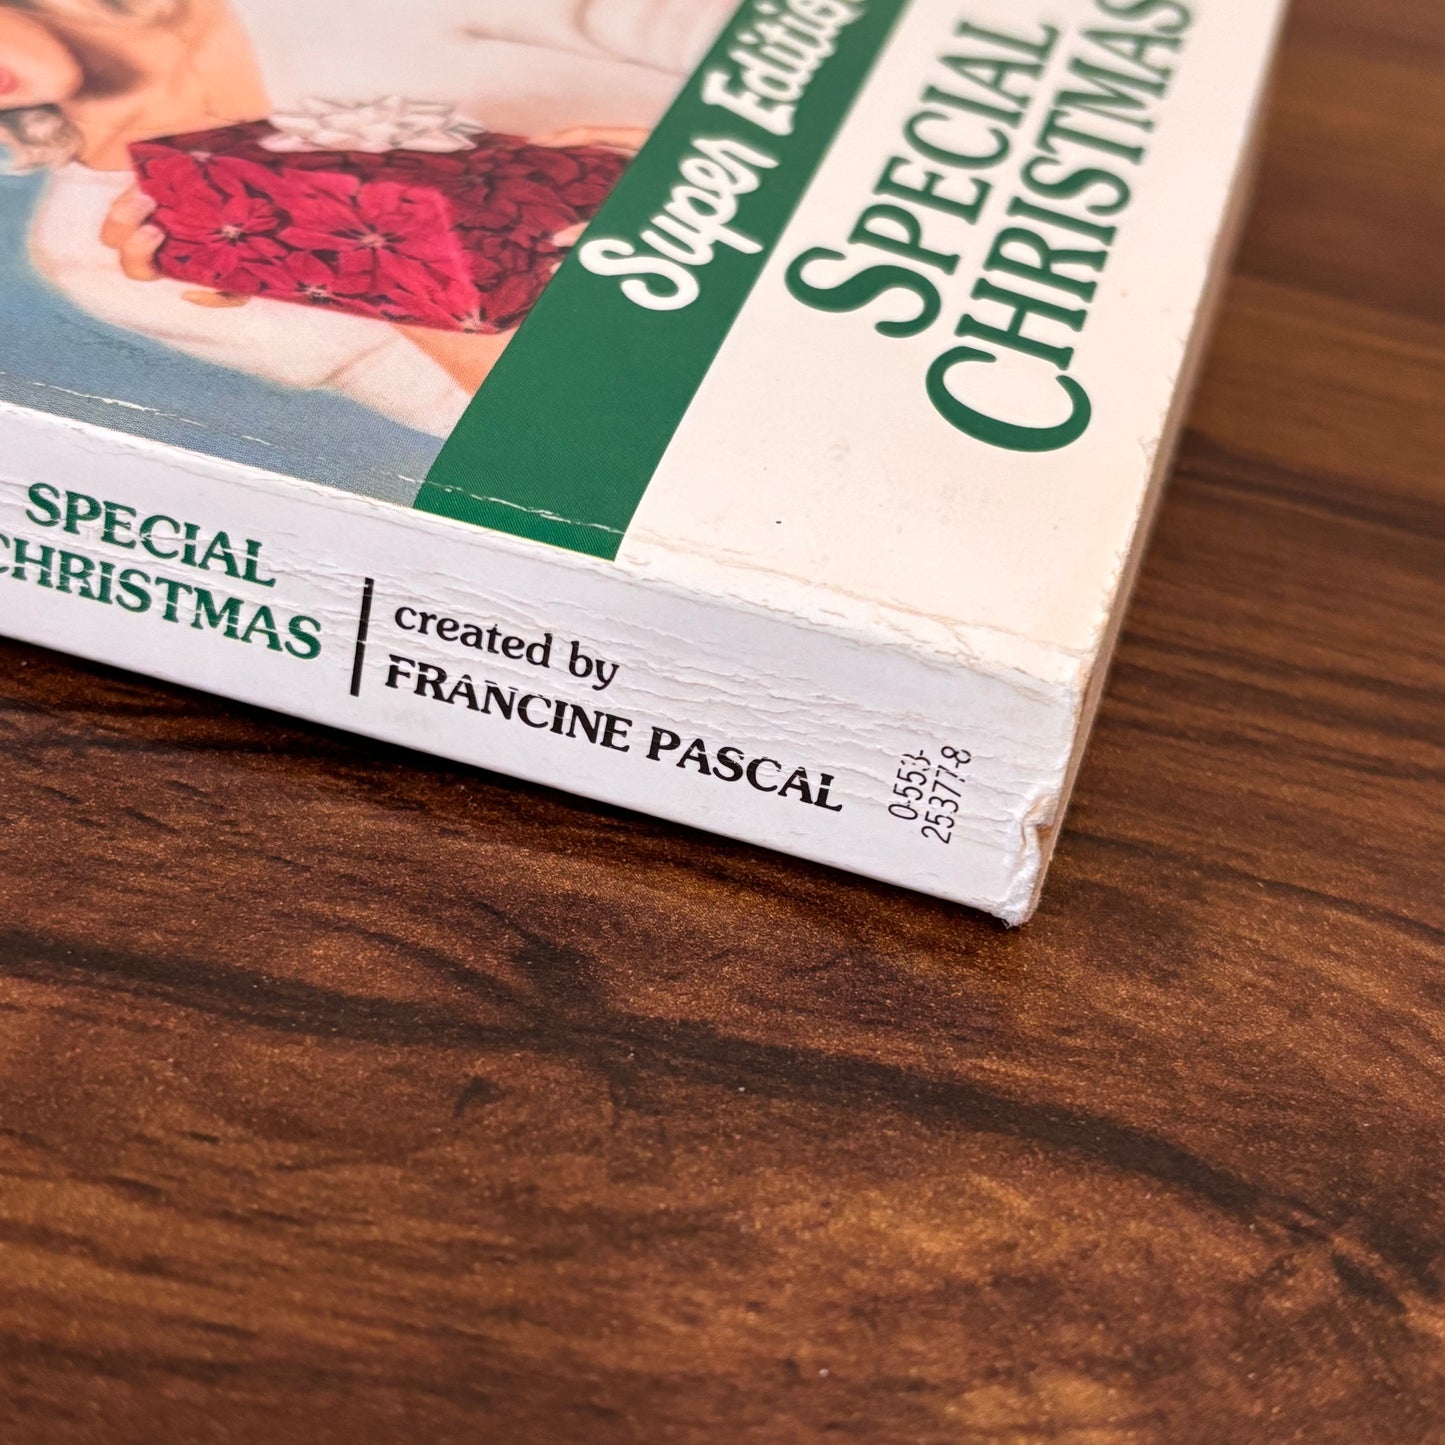 Super Edition
SPECIAL
CHRISTMAS
SPECIAL
CHRISTMAS
created by
FRANCINE PASCAL
0-553-
25377-8